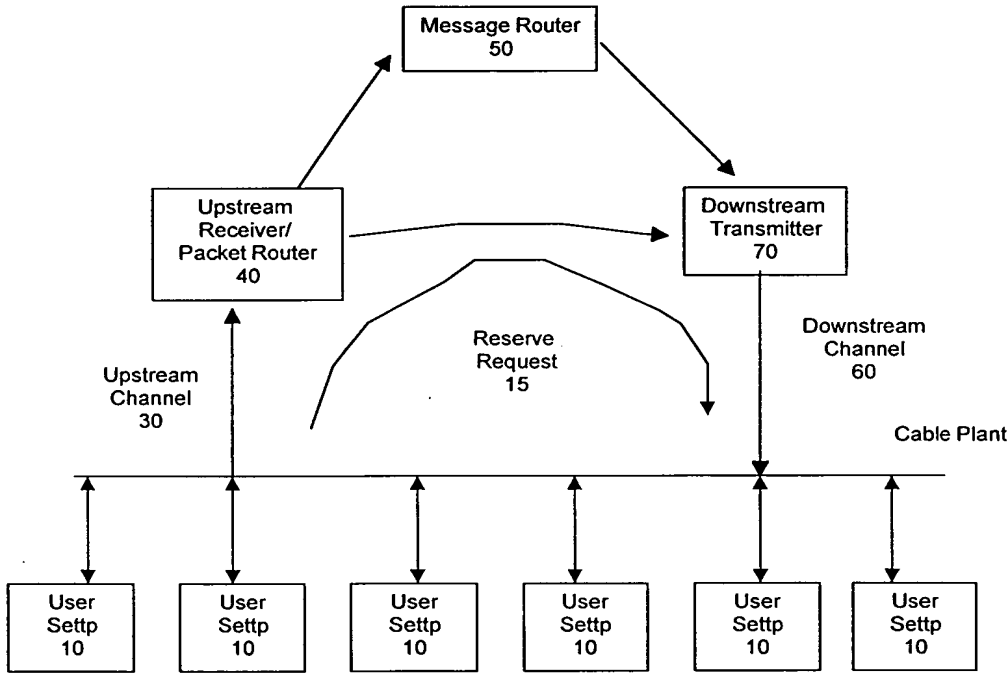 Message Router
50
Upstream
Receiver/
Packet Router
40
Downstream
Transmitter
70
Reserve
Request
15
Downstream
Channel
60
Upstream
Channel
30
Cable Plant
User
Settp
10
User
Settp
10
User
Settp
10
User
Settp
10
User
Settp
10
User
Settp
10